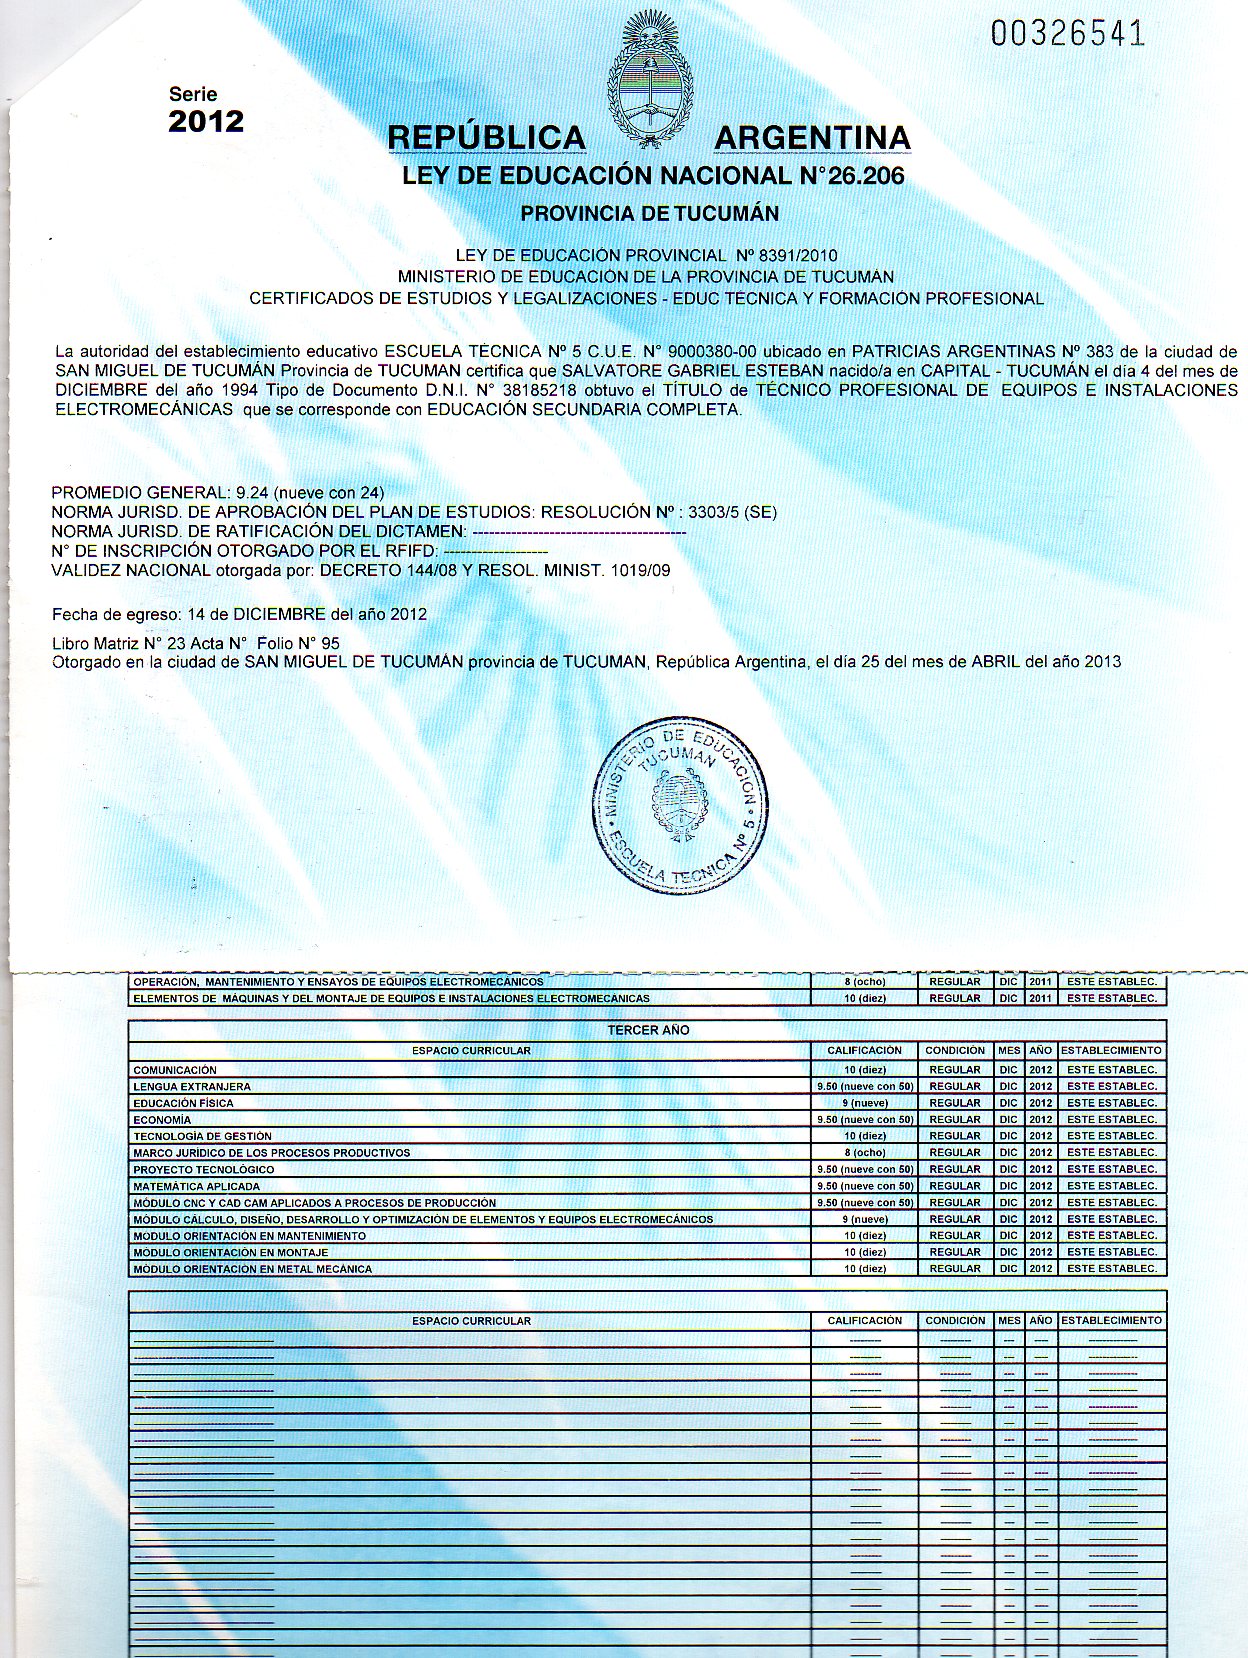 00326541
Serie
2012
REPÚBLICA ARGENTINA
LEY DE EDUCACIÓN NACIONAL N°26.206
PROVINCIA DE TUCUMÁN
LEY DE EDUCACIÓN PROVINCIAL Nº 8391/2010
MINISTERIO DE EDUCACIÓN DE LA PROVINCIA DE TUCUMÁN
CERTIFICADOS DE ESTUDIOS Y LEGALIZACIONES - EDUC TÉCNICA Y FORMACIÓN PROFESIONAL
La autoridad del establecimiento educativo ESCUELA TÉCNICA Nº 5 C.U.E. N° 9000380-00 ubicado en PATRICIAS ARGENTINAS Nº 383 de la ciudad de
SAN MIGUEL DE TUCUMÁN Provincia de TUCUMAN certifica que SALVATORE GABRIEL ESTEBAN nacido/a en CAPITAL - TUCUMÁN el día 4 del mes de
DICIEMBRE del año 1994 Tipo de Documento D.N.I. N° 38185218 obtuvo el TÍTULO de TÉCNICO PROFESIONAL DE EQUIPOS E INSTALACIONES
ELECTROMECÁNICAS que se corresponde con EDUCACIÓN SECUNDARIA COMPLETA.
PROMEDIO GENERAL: 9.24 (nueve con 24)
NORMA JURISD. DE APROBACIÓN DEL PLAN DE ESTUDIOS: RESOLUCIÓN Nº : 3303/5 (SE)
NORMA JURISD. DE RATIFICACIÓN DEL DICTAMEN: ---------------------------------------
N° DE INSCRIPCIÓN OTORGADO POR EL RFIFD: -------------------
VALIDEZ NACIONAL otorgada por: DECRETO 144/08 Y RESOL. MINIST. 1019/09
Fecha de egreso: 14 de DICIEMBRE del año 2012
Libro Matriz N° 23 Acta N° Folio N° 95
Otorgado en la ciudad de SAN MIGUEL DE TUCUMÁN provincia de TUCUMAN, República Argentina, el día 25 del mes de ABRIL del año 2013
MINISTERIO DE EDUCACION
TUCUMAN
ESCUELA TECNICA Nº 5
OPERACIÓN, MANTENIMIENTO Y ENSAYOS DE EQUIPOS ELECTROMECÁNICOS 8 (ocho) REGULAR DIC 2011 ESTE ESTABLEC.
ELEMENTOS DE MÁQUINAS Y DEL MONTAJE DE EQUIPOS E INSTALACIONES ELECTROMECÁNICAS 10 (diez) REGULAR DIC 2011 ESTE ESTABLEC.
TERCER AÑO
ESPACIO CURRICULAR CALIFICACIÓN CONDICIÓN MES AÑO ESTABLECIMIENTO
COMUNICACIÓN 10 (diez) REGULAR DIC 2012 ESTE ESTABLEC.
LENGUA EXTRANJERA 9.50 (nueve con 50) REGULAR DIC 2012 ESTE ESTABLEC.
EDUCACIÓN FÍSICA 9 (nueve) REGULAR DIC 2012 ESTE ESTABLEC.
ECONOMÍA 9.50 (nueve con 50) REGULAR DIC 2012 ESTE ESTABLEC.
TECNOLOGÍA DE GESTIÓN 10 (diez) REGULAR DIC 2012 ESTE ESTABLEC.
MARCO JURÍDICO DE LOS PROCESOS PRODUCTIVOS 8 (ocho) REGULAR DIC 2012 ESTE ESTABLEC.
PROYECTO TECNOLÓGICO 9.50 (nueve con 50) REGULAR DIC 2012 ESTE ESTABLEC.
MATEMÁTICA APLICADA 9.50 (nueve con 50) REGULAR DIC 2012 ESTE ESTABLEC.
MÓDULO CNC Y CAD CAM APLICADOS A PROCESOS DE PRODUCCIÓN 9.50 (nueve con 50) REGULAR DIC 2012 ESTE ESTABLEC.
MÓDULO CÁLCULO, DISEÑO, DESARROLLO Y OPTIMIZACIÓN DE ELEMENTOS Y EQUIPOS ELECTROMECÁNICOS 9 (nueve) REGULAR DIC 2012 ESTE ESTABLEC.
MÓDULO ORIENTACIÓN EN MANTENIMIENTO 10 (diez) REGULAR DIC 2012 ESTE ESTABLEC.
MÓDULO ORIENTACIÓN EN MONTAJE 10 (diez) REGULAR DIC 2012 ESTE ESTABLEC.
MÓDULO ORIENTACIÓN EN METAL MECÁNICA 10 (diez) REGULAR DIC 2012 ESTE ESTABLEC.
ESPACIO CURRICULAR CALIFICACIÓN CONDICIÓN MES AÑO ESTABLECIMIENTO